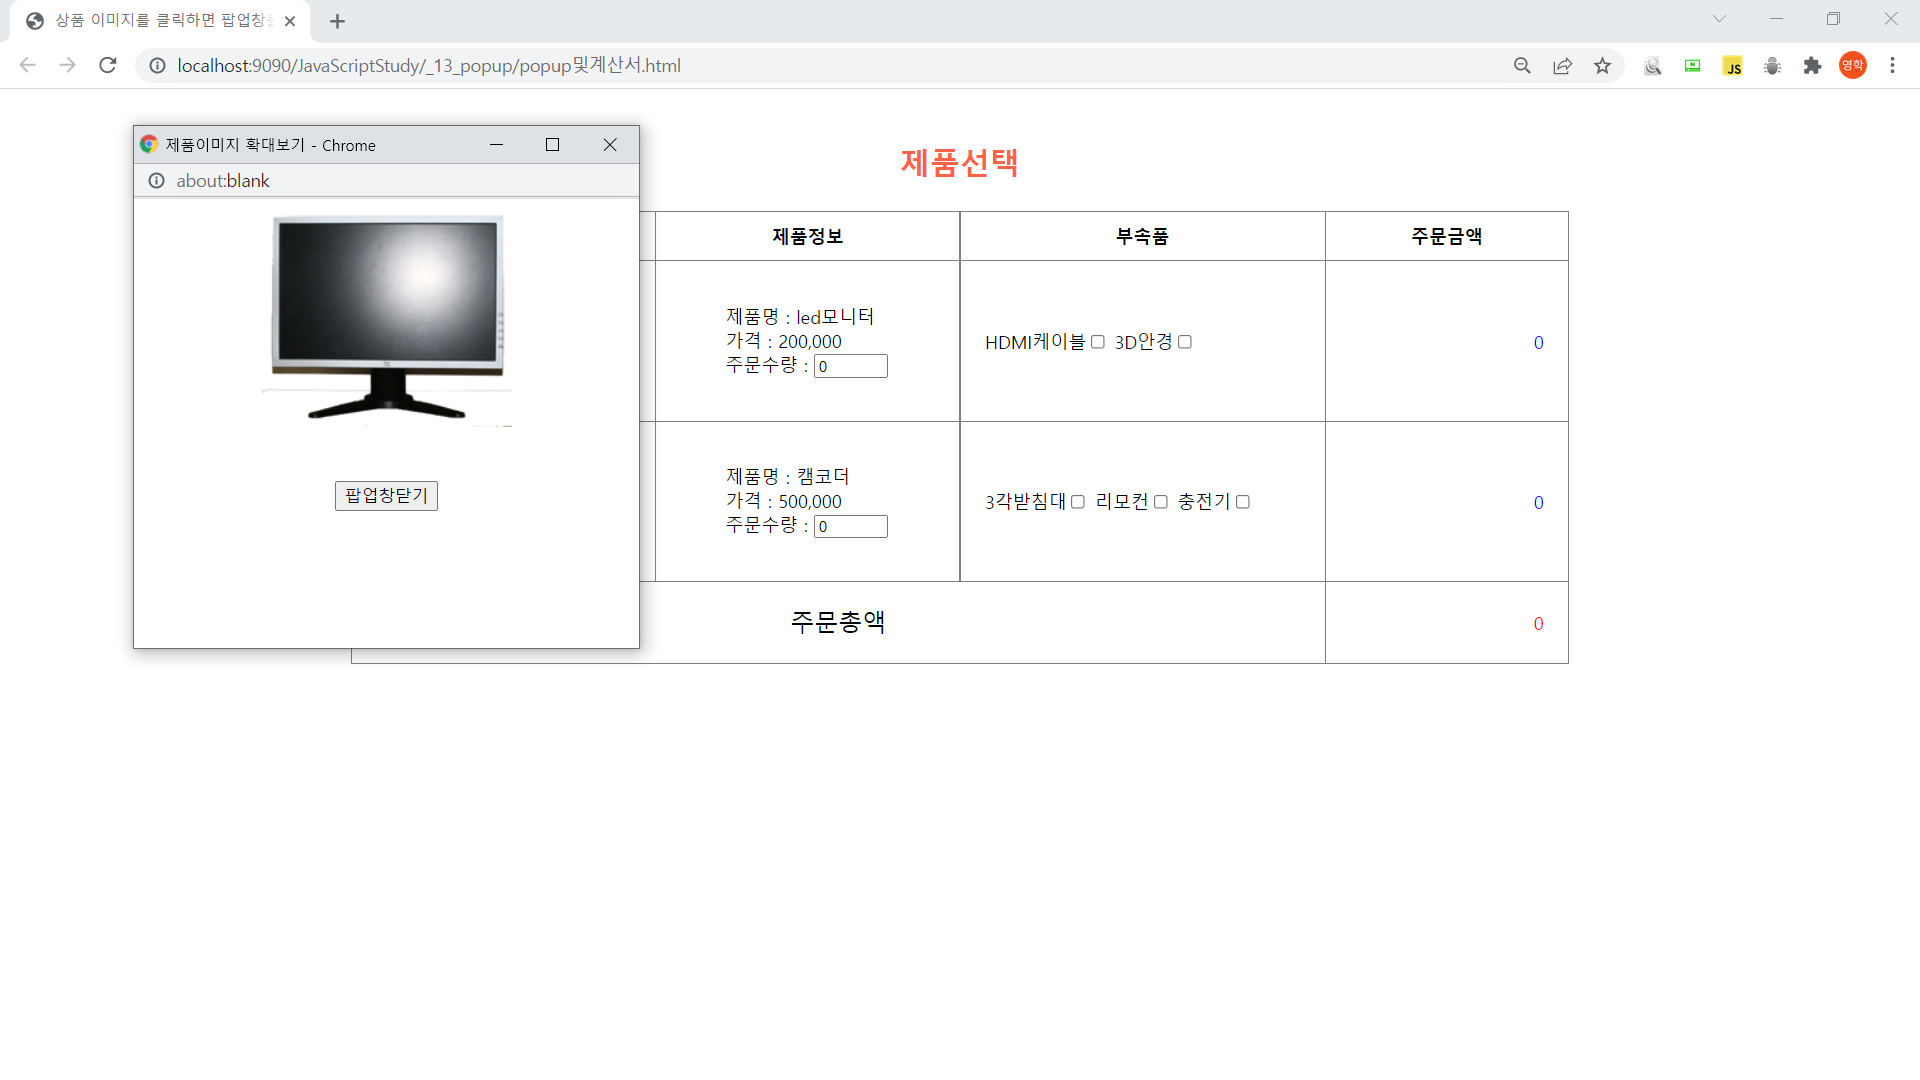 상품 이미지를 클릭하면 팝업창을
localhost:9090/JavaScriptStudy/_13_popup/popup및계산서.html
JS
영학
제품이미지 확대보기 - Chrome
about:blank
팝업창닫기
제품선택
제품정보 부속품 주문금액
제품명 : led모니터
가격 : 200,000
주문수량 : 0
HDMI케이블 3D안경
0
제품명 : 캠코더
가격 : 500,000
주문수량 : 0
3각받침대 리모컨 충전기
0
주문총액 0